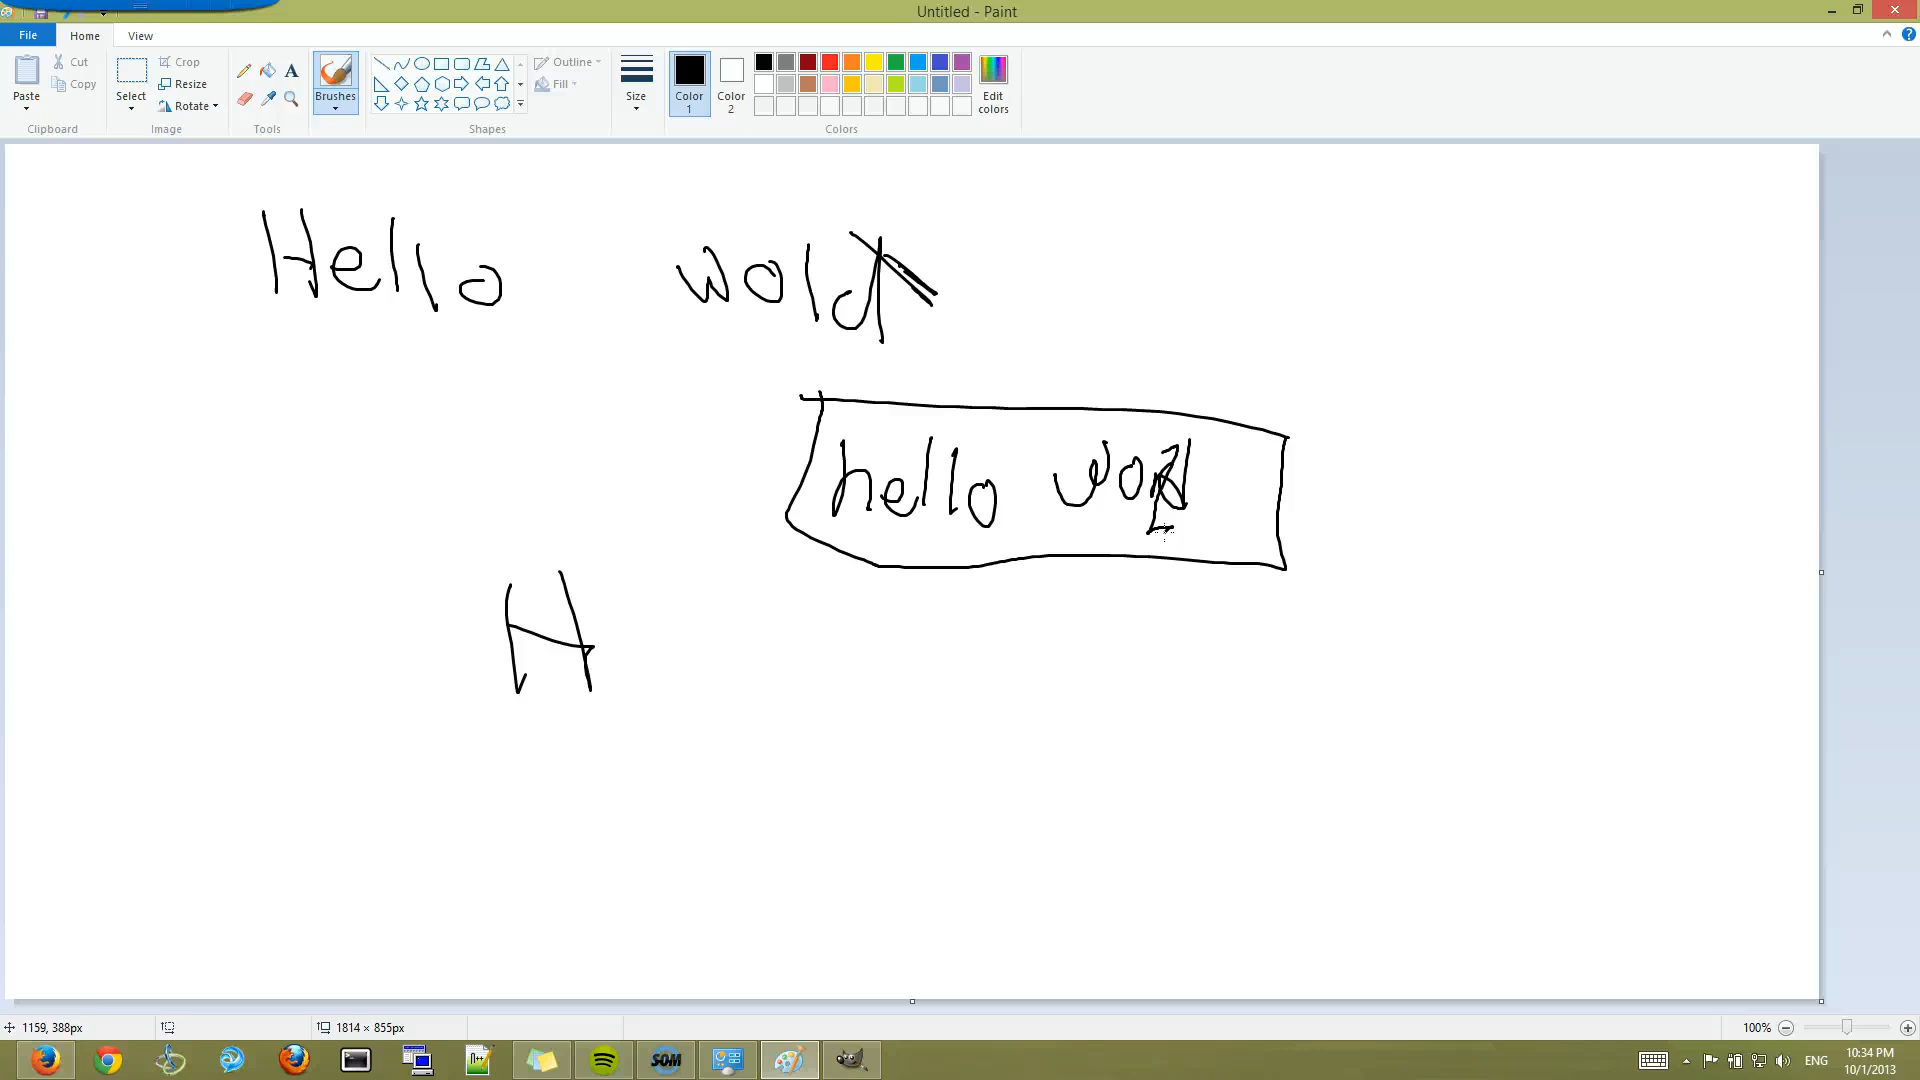 Untitled - Paint
File Home View
Paste Cut Copy Clipboard
Select Crop Resize Rotate Image
Tools
Brushes
Shapes
Outline Fill
Size
Color 1 Color 2 Edit colors Colors
Hello wold
hello
H
1159, 388px 1814 × 855px 100%
SOM ENG 10:34 PM
10/1/2013